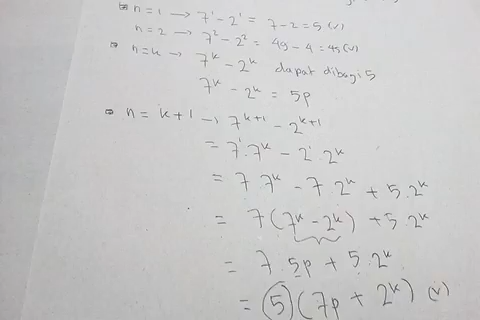 n = 1 → 7¹ - 2¹ = 7 - 2 = 5 (v)
n = 2 → 7² - 2² = 49 - 4 = 45 (v)
n = k → 7ᵏ - 2ᵏ dapat dibagi 5
7ᵏ - 2ᵏ = 5p
n = k + 1 → 7ᵏ⁺¹ - 2ᵏ⁺¹
= 7¹.7ᵏ - 2¹.2ᵏ
= 7 7ᵏ - 7 2ᵏ + 5.2ᵏ
= 7 (7ᵏ - 2ᵏ) + 5.2ᵏ
= 7.5p + 5.2ᵏ
= 5 (7p + 2ᵏ) (v)